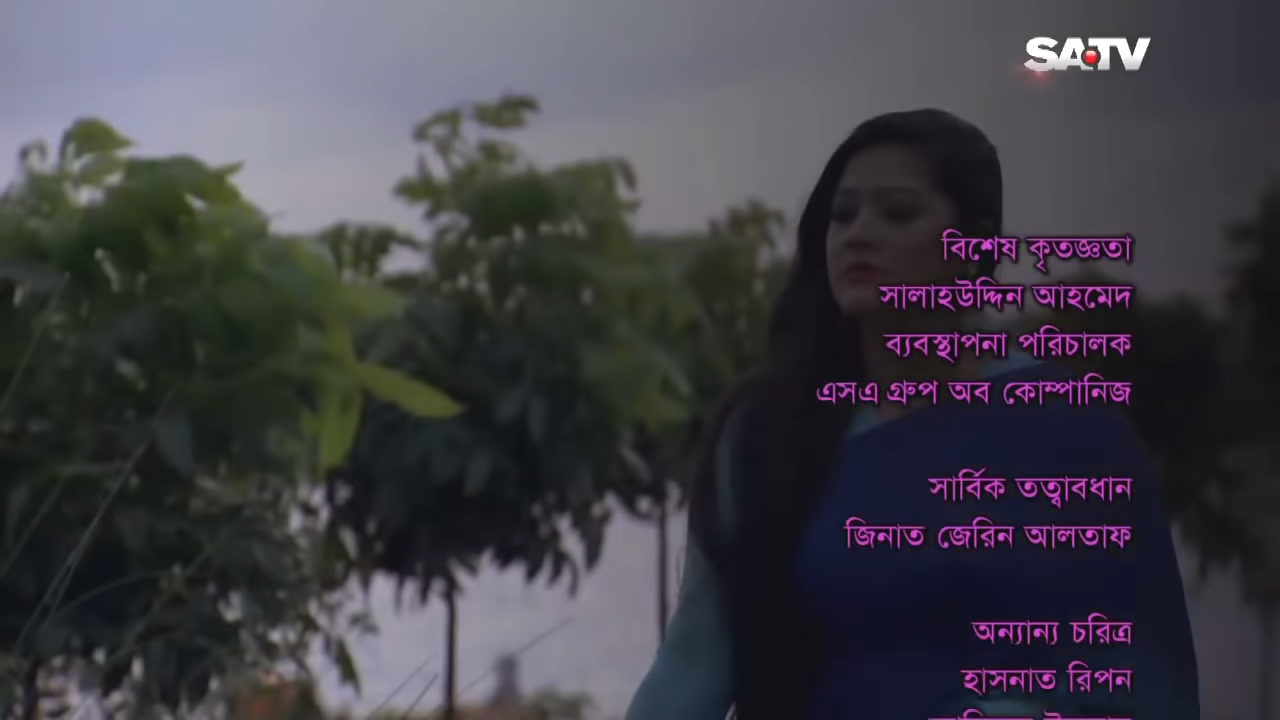 SATV
বিশেষ কৃতজ্ঞতা
সালাহউদ্দিন আহমেদ
ব্যবস্থাপনা পরিচালক
এসএ গ্রুপ অব কোম্পানিজ
সার্বিক তত্বাবধান
জিনাত জেরিন আলতাফ
অন্যান্য চরিত্র
হাসনাত রিপন